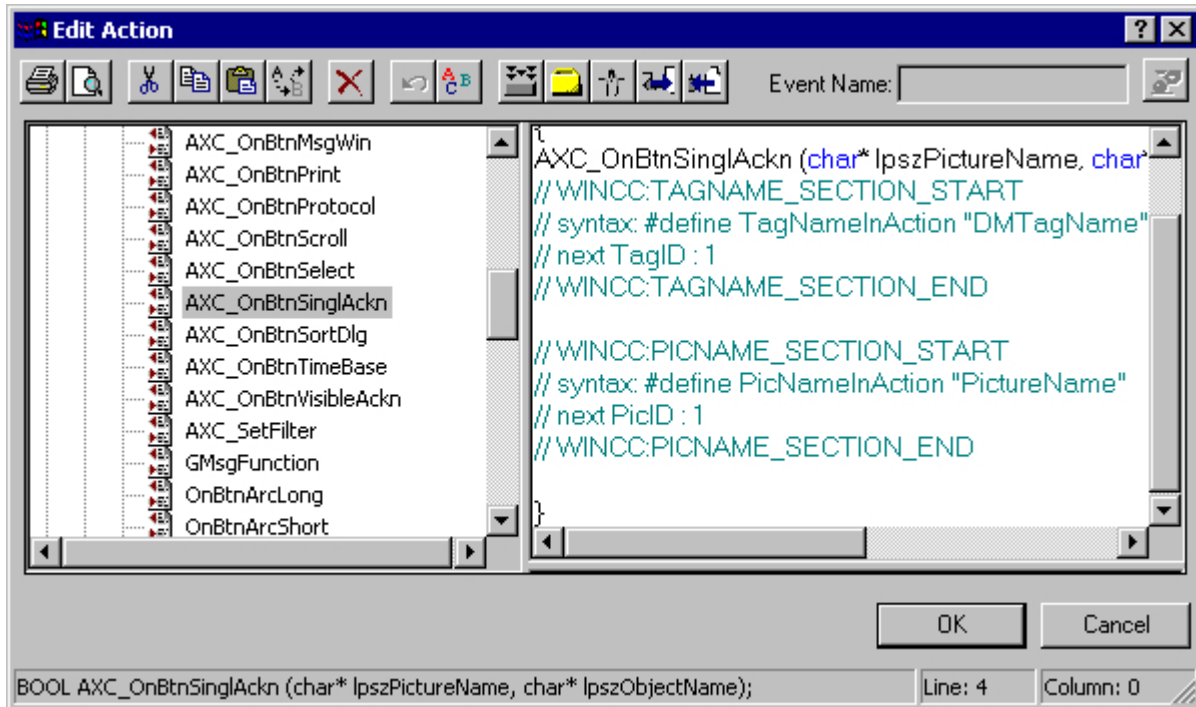 Edit Action
Event Name:
AXC_OnBtnMsgWin
AXC_OnBtnPrint
AXC_OnBtnProtocol
AXC_OnBtnScroll
AXC_OnBtnSelect
AXC_OnBtnSinglAckn
AXC_OnBtnSortDlg
AXC_OnBtnTimeBase
AXC_OnBtnVisibleAckn
AXC_SetFilter
GMsgFunction
OnBtnArcLong
OnBtnArcShort
{
AXC_OnBtnSinglAckn (char* lpszPictureName, char*
// WINCC:TAGNAME_SECTION_START
// syntax: #define TagNameInAction "DMTagName"
// next TagID : 1
// WINCC:TAGNAME_SECTION_END
// WINCC:PICNAME_SECTION_START
// syntax: #define PicNameInAction "PictureName"
// next PicID : 1
// WINCC:PICNAME_SECTION_END
}
OK
Cancel
BOOL AXC_OnBtnSinglAckn (char* lpszPictureName, char* lpszObjectName);
Line: 4
Column: 0